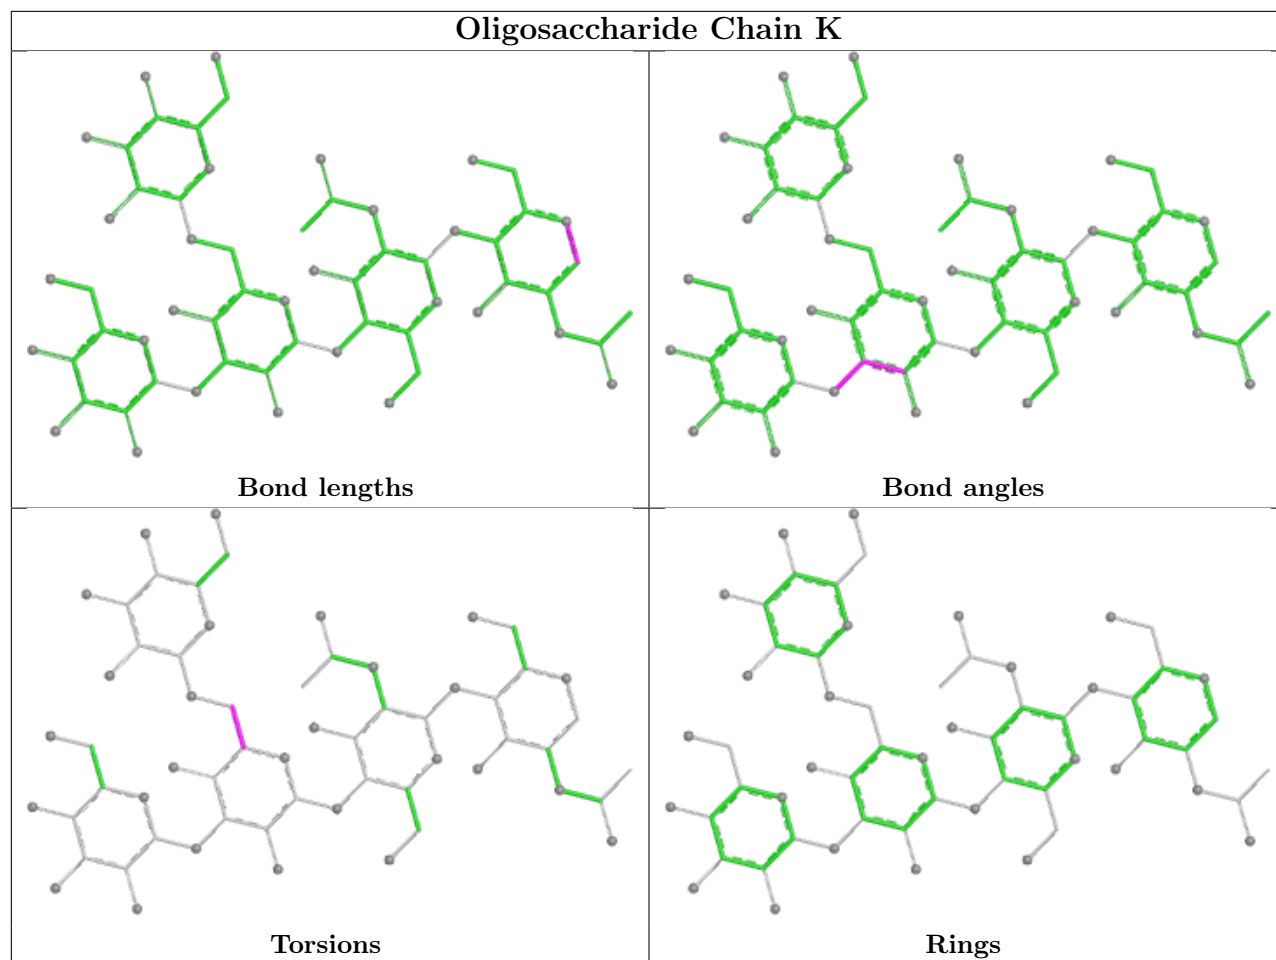 Oligosaccharide Chain K
Bond lengths
Bond angles
Torsions
Rings